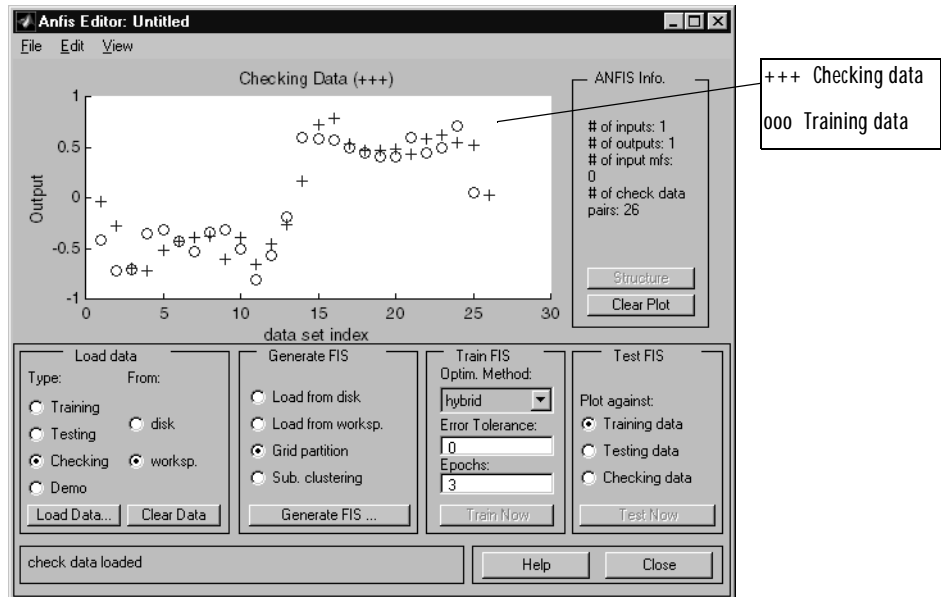 Anfis Editor: Untitled
File Edit View
Checking Data (+++)
1
0.5
0
-0.5
-1
Output
0 5 10 15 20 25 30
data set index
ANFIS Info.
# of inputs: 1
# of outputs: 1
# of input mfs:
0
# of check data
pairs: 26
Structure
Clear Plot
+++ Checking data
ooo Training data
Load data
Type: From:
Training
Testing
Checking
Demo
disk
worksp.
Load Data... Clear Data
Generate FIS
Load from disk
Load from worksp.
Grid partition
Sub. clustering
Generate FIS ...
Train FIS
Optim. Method:
hybrid
Error Tolerance:
0
Epochs:
3
Train Now
Test FIS
Plot against:
Training data
Testing data
Checking data
Test Now
check data loaded
Help
Close